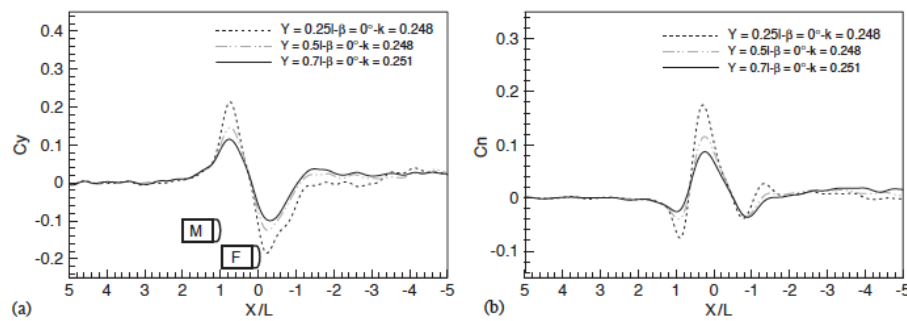 0.4
0.3
0.2
0.1
0
-0.1
-0.2
Cy
Y = 0.25l-β = 0°-k = 0.248
Y = 0.5l-β = 0°-k = 0.248
Y = 0.7l-β = 0°-k = 0.251
M
F
5 4 3 2 1 0 -1 -2 -3 -4 -5
X/L
(a)
0.3
0.2
0.1
0
-0.1
Cn
Y = 0.25l-β = 0°-k = 0.248
Y = 0.5l-β = 0°-k = 0.248
Y = 0.7l-β = 0°-k = 0.251
5 4 3 2 1 0 -1 -2 -3 -4 -5
X/L
(b)